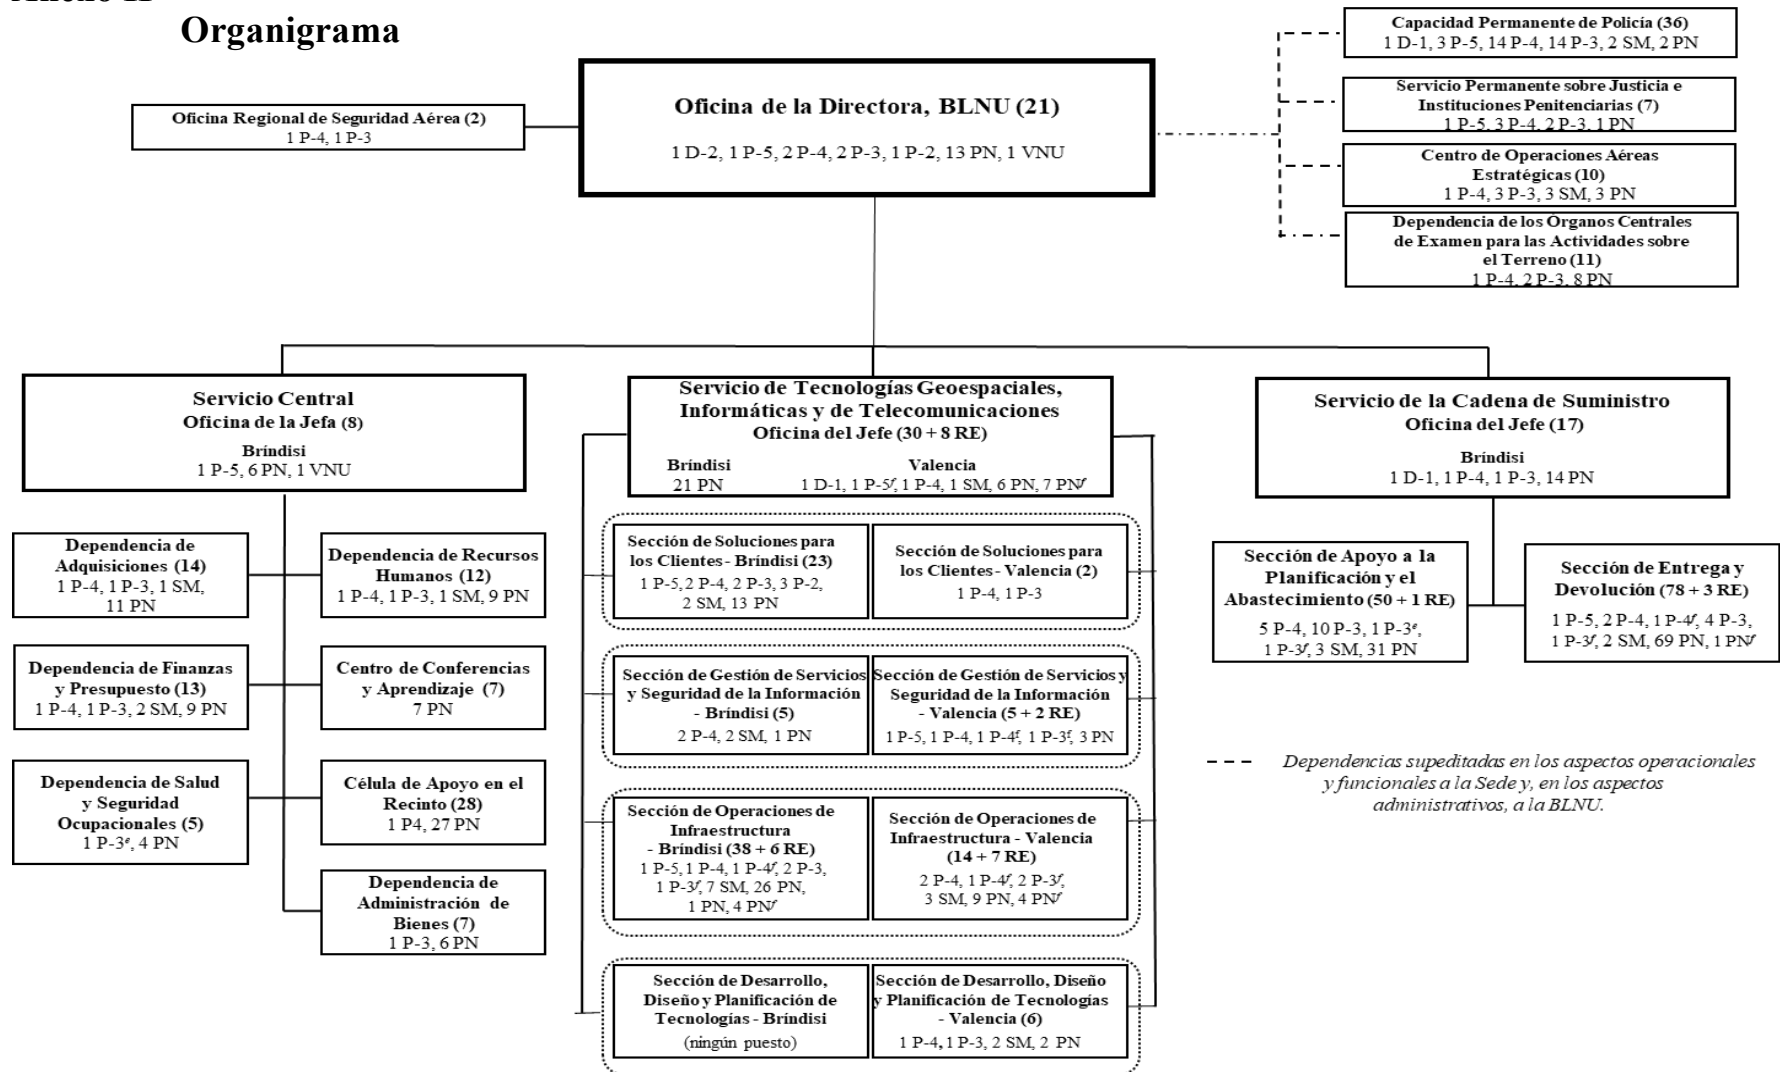 Organigrama
Capacidad Permanente de Policía (36)
1 D-1, 3 P-5, 14 P-4, 14 P-3, 2 SM, 2 PN
Oficina de la Directora, BLNU (21)
1 D-2, 1 P-5, 2 P-4, 2 P-3, 1 P-2, 13 PN, 1 VNU
Oficina Regional de Seguridad Aérea (2)
1 P-4, 1 P-3
Servicio Permanente sobre Justicia e
Instituciones Penitenciarias (7)
1 P-5, 3 P-4, 2 P-3, 1 PN
Centro de Operaciones Aéreas
Estratégicas (10)
1 P-4, 3 P-3, 3 SM, 3 PN
Dependencia de los Órganos Centrales
de Examen para las Actividades sobre
el Terreno (11)
1 P-4, 2 P-3, 8 PN
Servicio Central
Oficina de la Jefa (8)
Bríndisi
1 P-5, 6 PN, 1 VNU
Dependencia de
Adquisiciones (14)
1 P-4, 1 P-3, 1 SM,
11 PN
Dependencia de Recursos
Humanos (12)
1 P-4, 1 P-3, 1 SM, 9 PN
Dependencia de Finanzas
y Presupuesto (13)
1 P-4, 1 P-3, 2 SM, 9 PN
Centro de Conferencias
y Aprendizaje (7)
7 PN
Dependencia de Salud
y Seguridad
Ocupacionales (5)
1 P-3ᵉ, 4 PN
Célula de Apoyo en el
Recinto (28)
1 P4, 27 PN
Dependencia de
Administración de
Bienes (7)
1 P-3, 6 PN
Servicio de Tecnologías Geoespaciales,
Informáticas y de Telecomunicaciones
Oficina del Jefe (30 + 8 RE)
Bríndisi
21 PN
Valencia
1 D-1, 1 P-5ᶠ, 1 P-4, 1 SM, 6 PN, 7 PNᶠ
Sección de Soluciones para
los Clientes - Bríndisi (23)
1 P-5, 2 P-4, 2 P-3, 3 P-2,
2 SM, 13 PN
Sección de Soluciones para
los Clientes - Valencia (2)
1 P-4, 1 P-3
Sección de Gestión de Servicios
y Seguridad de la Información
- Bríndisi (5)
2 P-4, 2 SM, 1 PN
Sección de Gestión de Servicios y
Seguridad de la Información
- Valencia (5 + 2 RE)
1 P-5, 1 P-4, 1 P-4ᶠ, 1 P-3ᶠ, 3 PN
Sección de Operaciones de
Infraestructura
- Bríndisi (38 + 6 RE)
1 P-5, 1 P-4, 1 P-4ᶠ, 2 P-3,
1 P-3ᶠ, 7 SM, 26 PN,
1 PN, 4 PNᶠ
Sección de Operaciones de
Infraestructura - Valencia
(14 + 7 RE)
2 P-4, 1 P-4ᶠ, 2 P-3ᶠ,
3 SM, 9 PN, 4 PNᶠ
Sección de Desarrollo,
Diseño y Planificación de
Tecnologías - Bríndisi
(ningún puesto)
Sección de Desarrollo, Diseño
y Planificación de Tecnologías
- Valencia (6)
1 P-4, 1 P-3, 2 SM, 2 PN
Servicio de la Cadena de Suministro
Oficina del Jefe (17)
Bríndisi
1 D-1, 1 P-4, 1 P-3, 14 PN
Sección de Apoyo a la
Planificación y el
Abastecimiento (50 + 1 RE)
5 P-4, 10 P-3, 1 P-3ᵉ,
1 P-3ᶠ, 3 SM, 31 PN
Sección de Entrega y
Devolución (78 + 3 RE)
1 P-5, 2 P-4, 1 P-4ᶠ, 4 P-3,
1 P-3ᶠ, 2 SM, 69 PN, 1 PNᶠ
Dependencias supeditadas en los aspectos operacionales
y funcionales a la Sede y, en los aspectos
administrativos, a la BLNU.